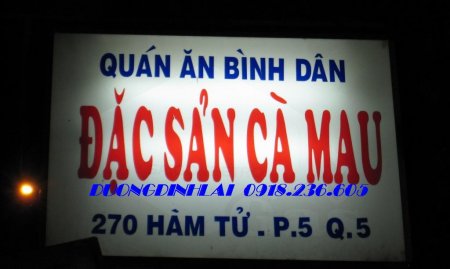 QUÁN ĂN BÌNH DÂN
ĐẶC SẢN CÀ MAU
DUONGDINHLAI 0918.236.605
270 HÀM TỬ . P.5 Q.5